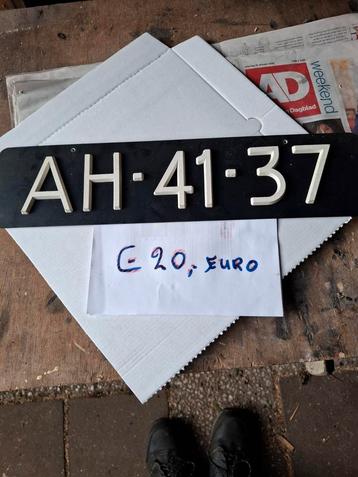 AD
weekend
Dagblad
AH-41-37
€ 20,- EURO